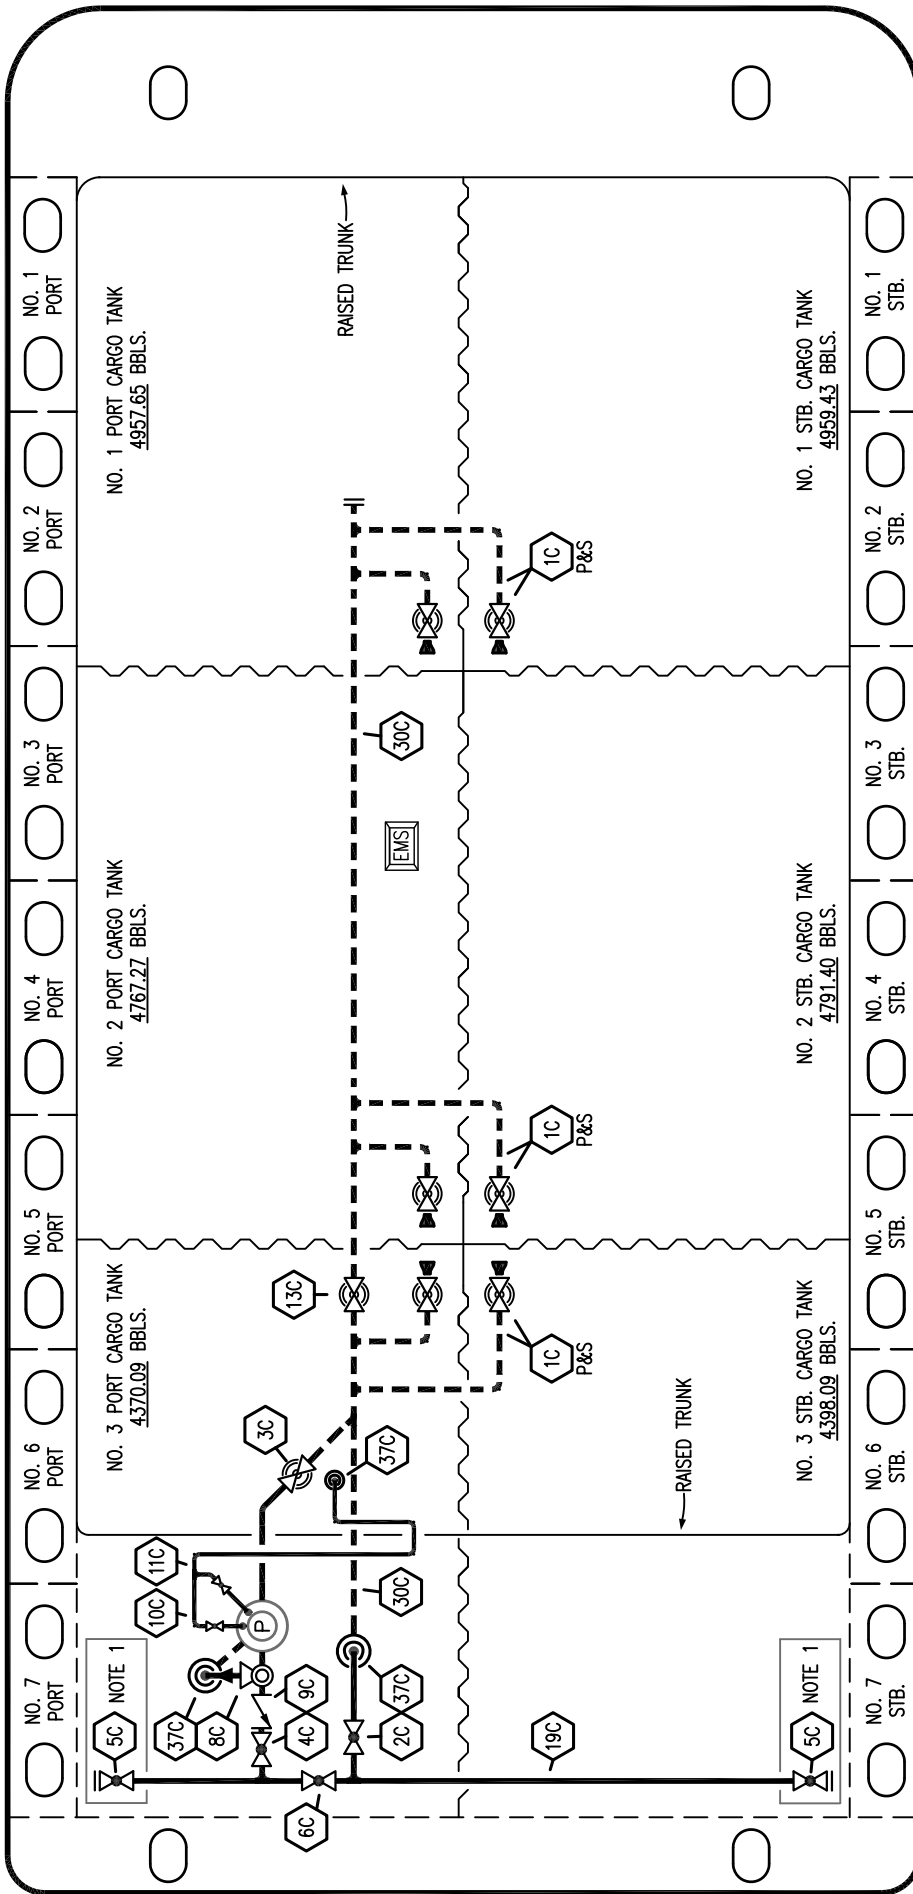 NO. 1
PORT
NO. 2
PORT
NO. 3
PORT
NO. 4
PORT
NO. 5
PORT
NO. 6
PORT
NO. 7
PORT
NO. 1 PORT CARGO TANK
4957.65 BBLS.
NO. 2 PORT CARGO TANK
4767.27 BBLS.
NO. 3 PORT CARGO TANK
4370.09 BBLS.
RAISED TRUNK
NO. 1 STB. CARGO TANK
4959.43 BBLS.
NO. 2 STB. CARGO TANK
4791.40 BBLS.
NO. 3 STB. CARGO TANK
4398.09 BBLS.
RAISED TRUNK
1C
P&S
30C
EMS
1C
P&S
13C
1C
P&S
3C
37C
11C
10C
P
30C
NOTE 1
5C
37C
8C
9C
4C
37C
2C
6C
19C
NOTE 1
5C
NO. 1
STB.
NO. 2
STB.
NO. 3
STB.
NO. 4
STB.
NO. 5
STB.
NO. 6
STB.
NO. 7
STB.